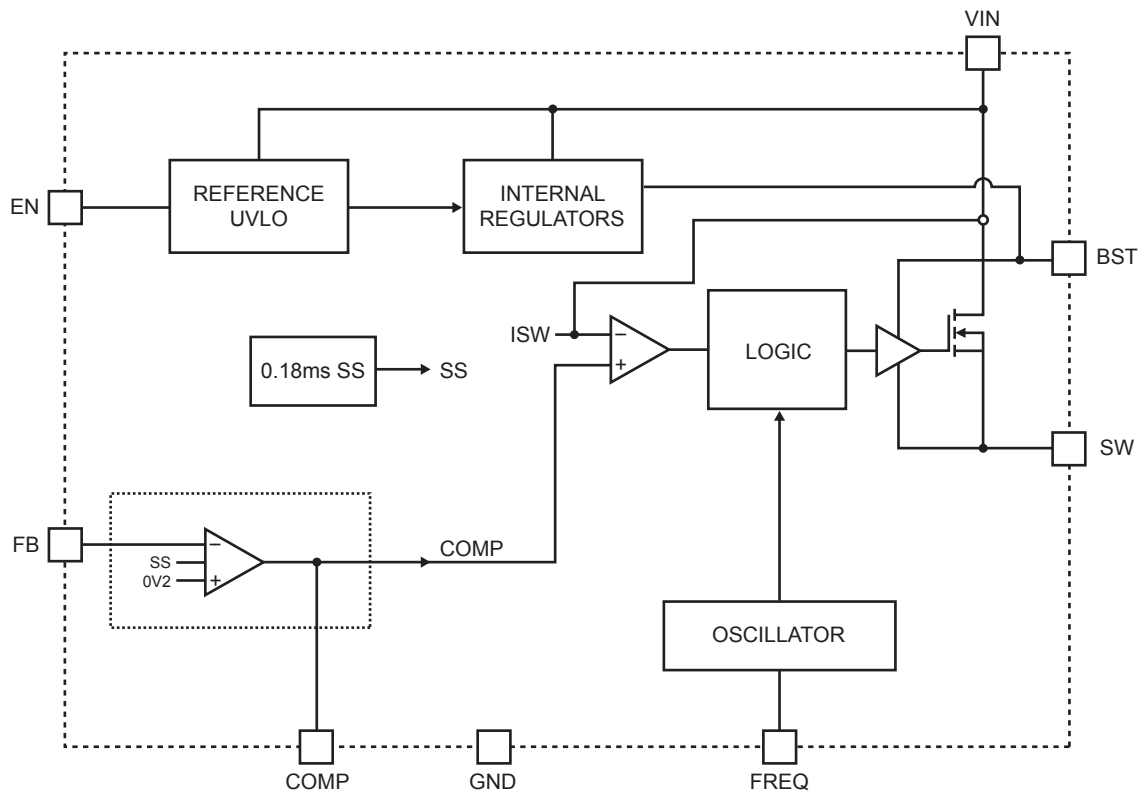 VIN
EN
REFERENCE
UVLO
INTERNAL
REGULATORS
BST
ISW
−
+
LOGIC
0.18ms SS
SS
SW
FB
−
SS
0V2
+
COMP
OSCILLATOR
COMP
GND
FREQ